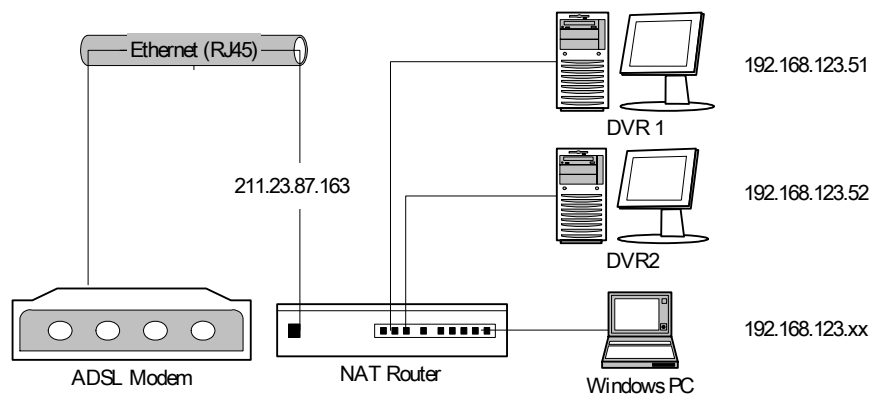 Ethernet (RJ45)
192.168.123.51
DVR 1
211.23.87.163
192.168.123.52
DVR2
192.168.123.xx
ADSL Modem
NAT Router
Windows PC